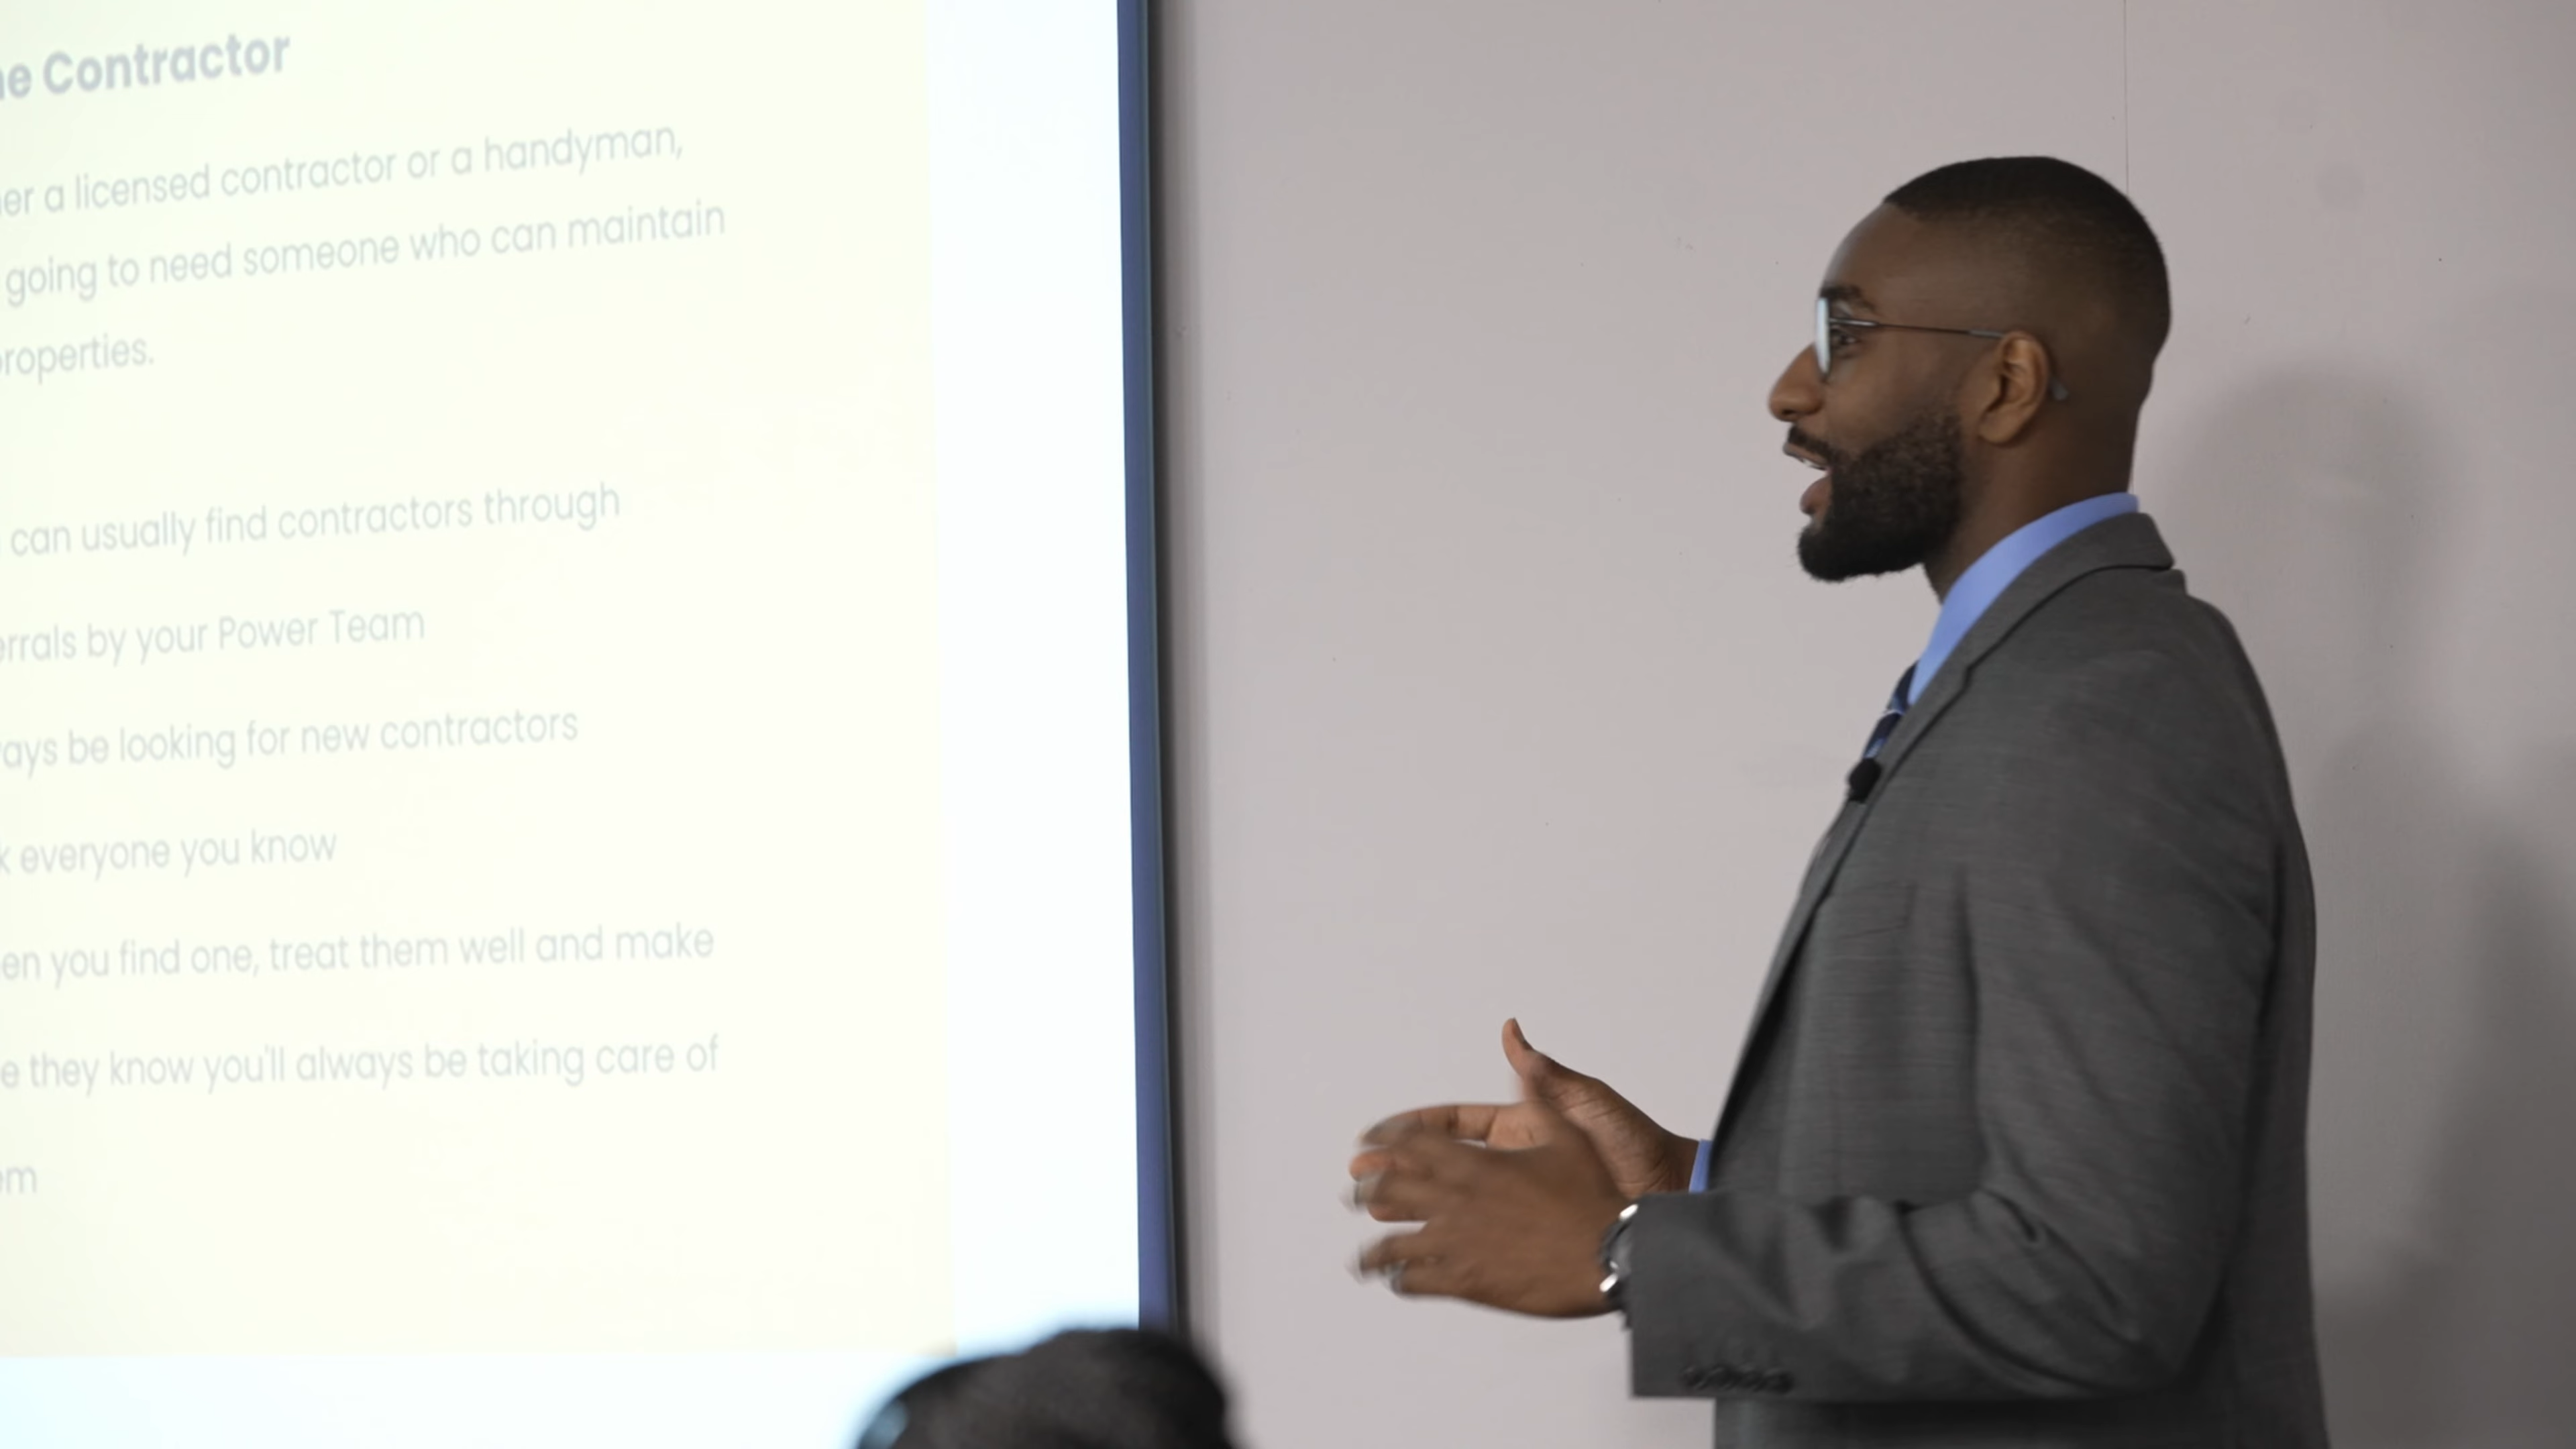 e Contractor
er a licensed contractor or a handyman,
going to need someone who can maintain
roperties.
can usually find contractors through
errals by your Power Team
ays be looking for new contractors
k everyone you know
en you find one, treat them well and make
e they know you'll always be taking care of
em